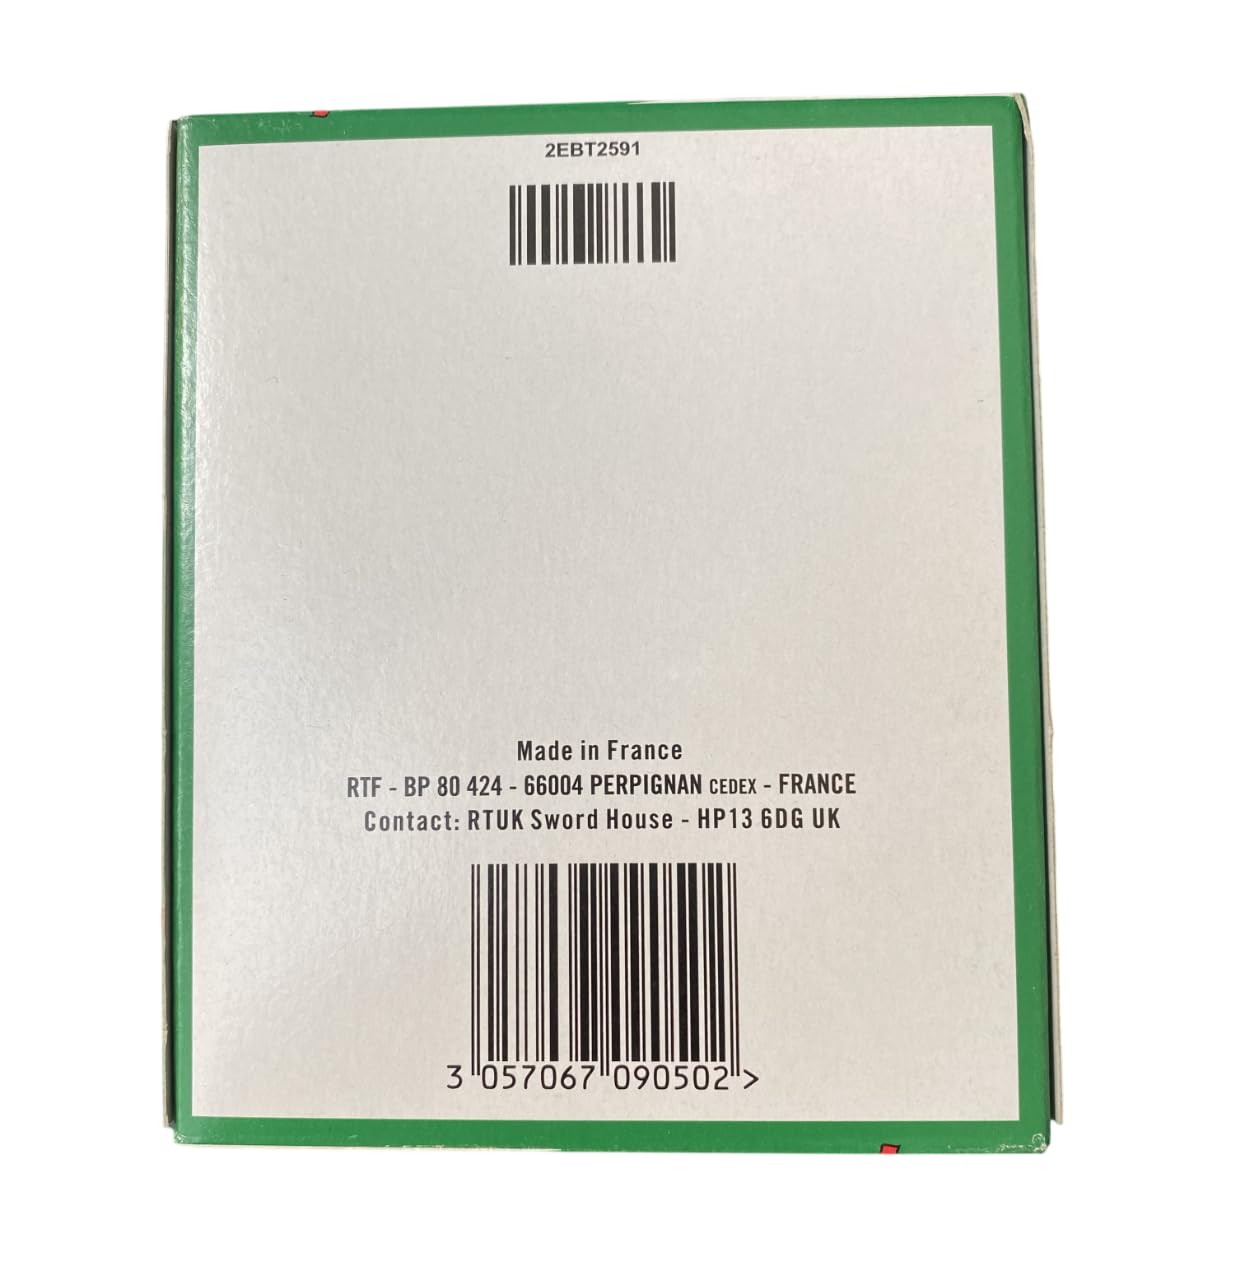 2EBT2591
Made in France
RTF - BP 80 424 - 66004 PERPIGNAN CEDEX - FRANCE
Contact: RTUK Sword House - HP13 6DG UK
3 057067 090502 >